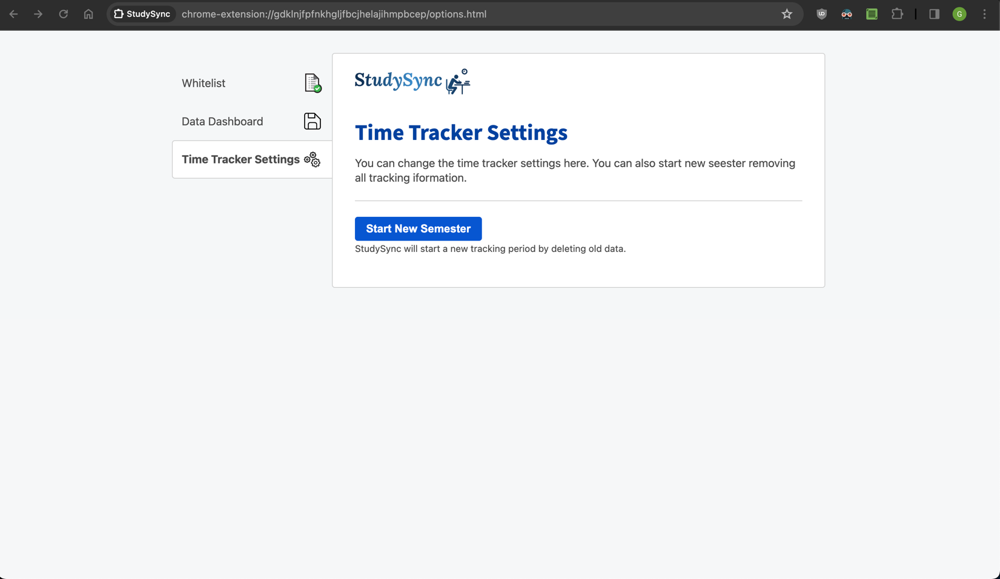 StudySync
chrome-extension://gdklnjfpfnkhgljfbcjhelajihmpbcep/options.html
G
Whitelist
Data Dashboard
Time Tracker Settings
StudySync
Time Tracker Settings
You can change the time tracker settings here. You can also start new seester removing
all tracking iformation.
Start New Semester
StudySync will start a new tracking period by deleting old data.